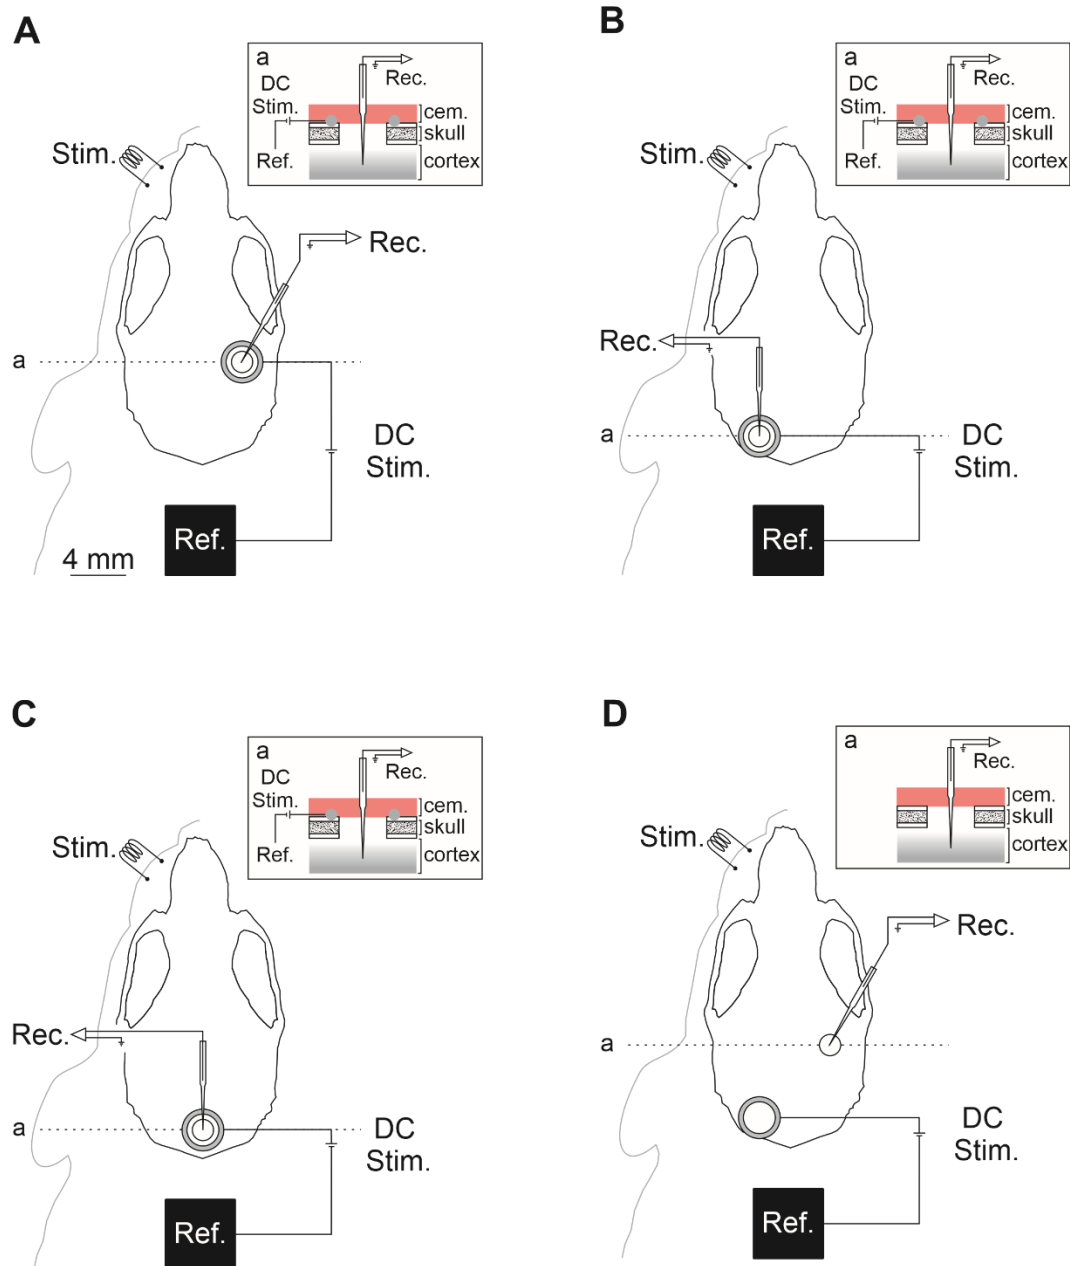 A
a
DC
Stim.
Rec.
Ref.
cem.
skull
cortex
Stim.
Rec.
a
DC
Stim.
Ref.
4 mm
B
a
DC
Stim.
Rec.
Ref.
cem.
skull
cortex
Stim.
Rec.
a
DC
Stim.
Ref.
C
a
DC
Stim.
Rec.
Ref.
cem.
skull
cortex
Stim.
Rec.
a
DC
Stim.
Ref.
D
a
Rec.
cem.
skull
cortex
Stim.
Rec.
a
DC
Stim.
Ref.